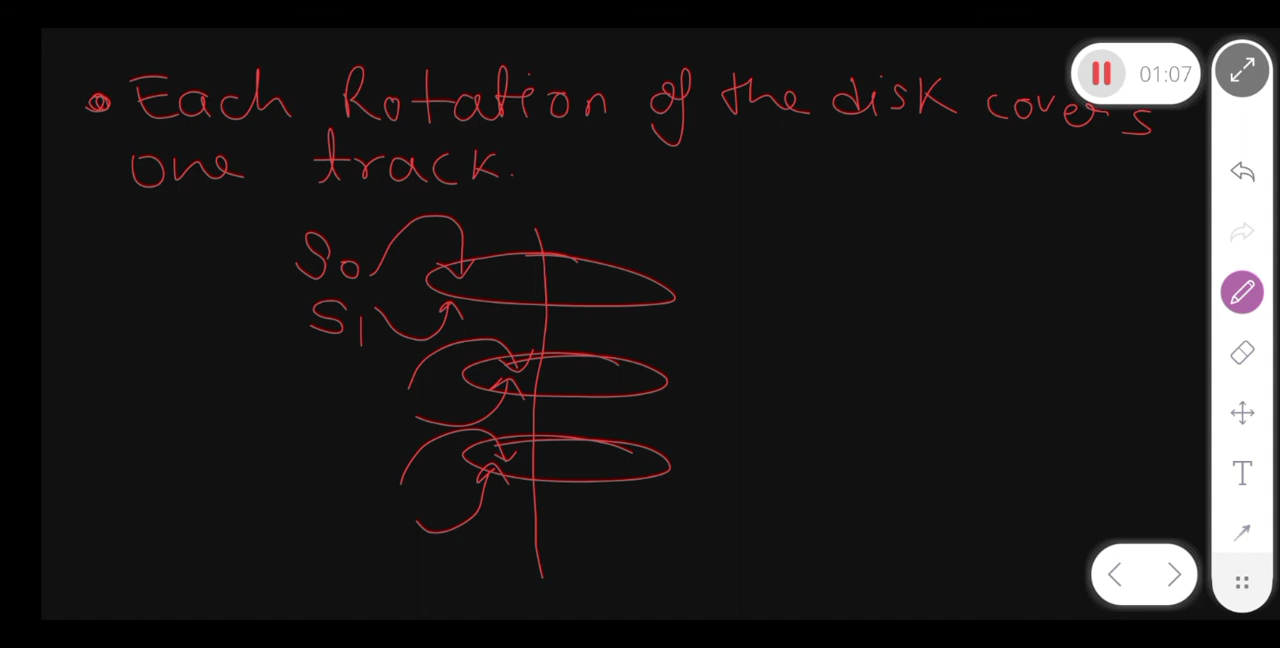 Each Rotation of the disk covers
one track.
01:07
S0
S1
T